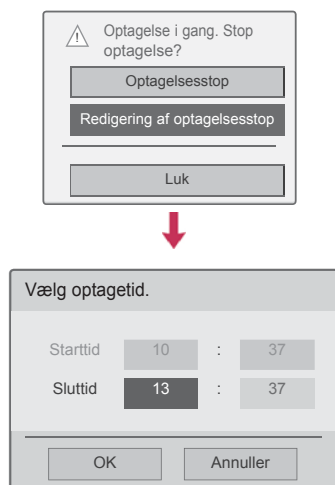 Optagelse i gang. Stop
optagelse?
Optagelsesstop
Redigering af optagelsesstop
Luk
Vælg optagetid.
Starttid 10 : 37
Sluttid 13 : 37
OK Annuller